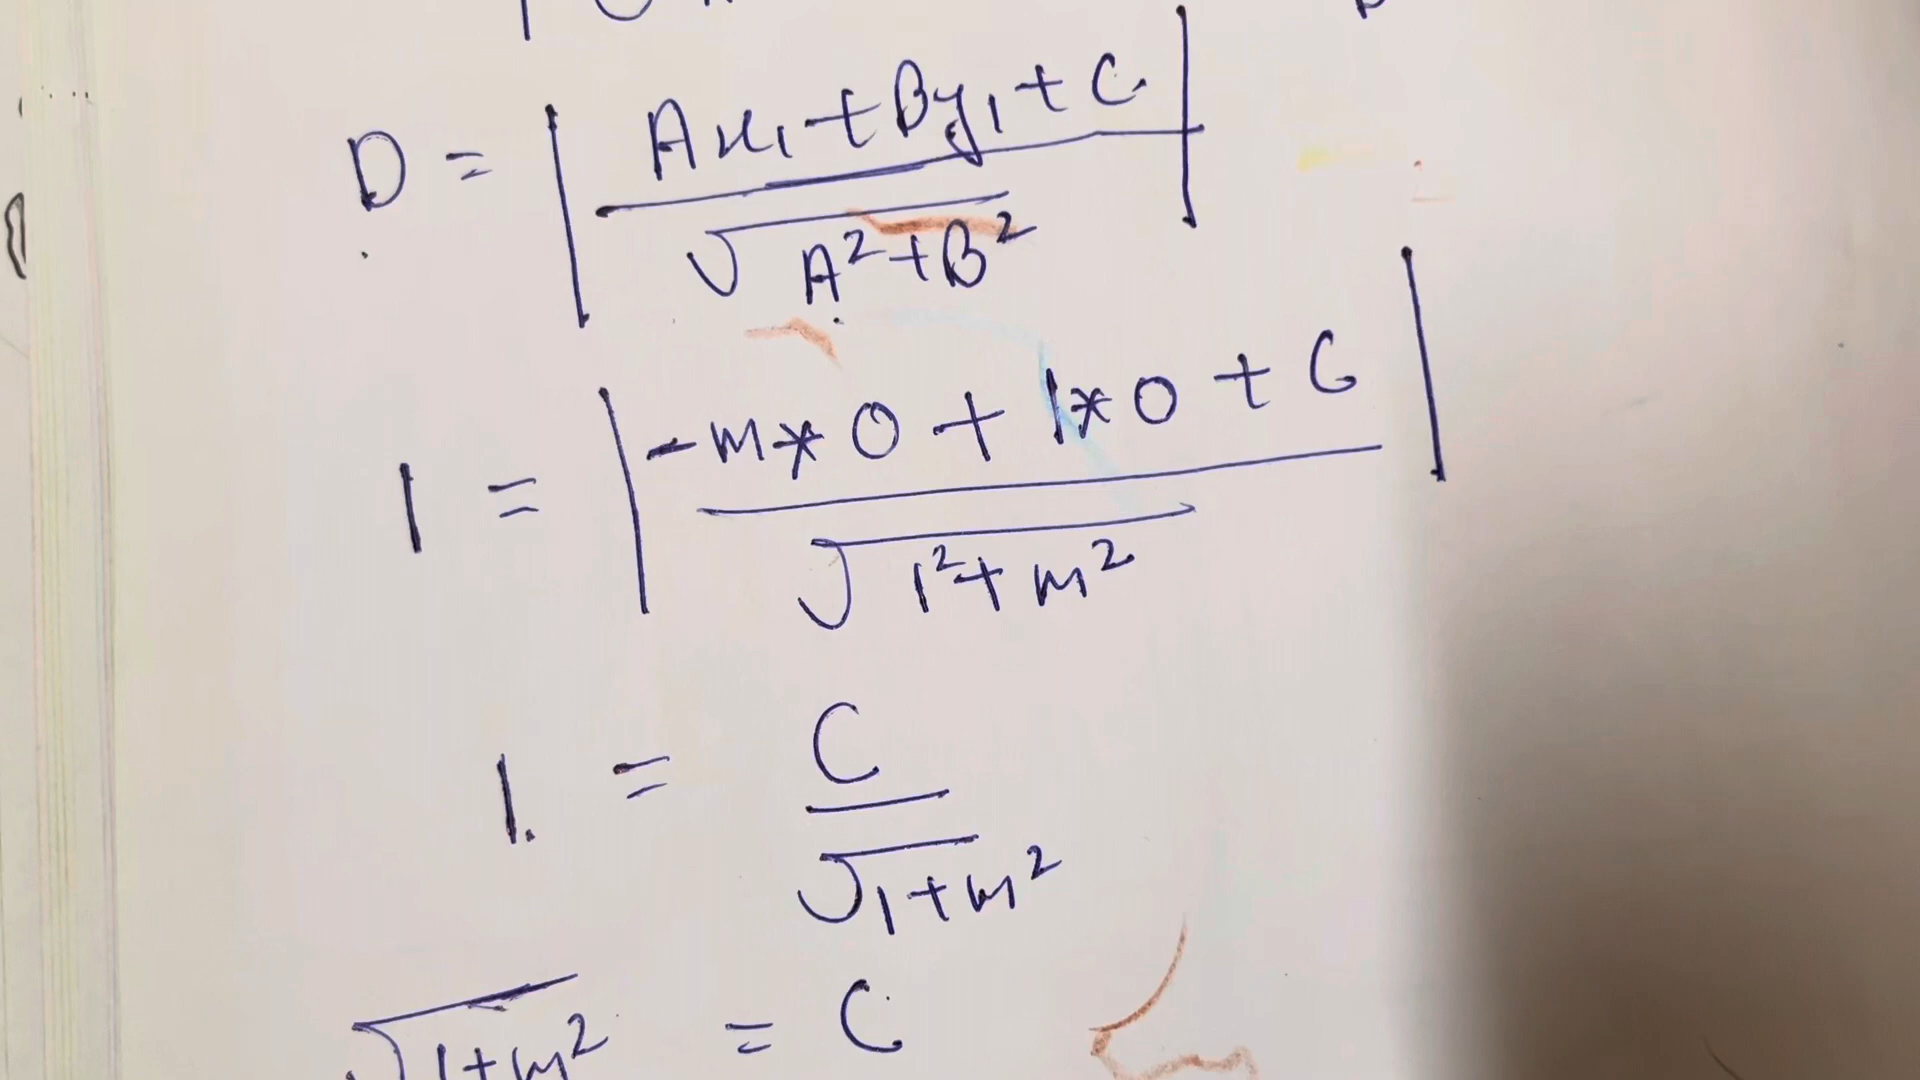 D = | Ax₁ + By₁ + C / √A² + B² |
1 = | -m * 0 + 1 * 0 + C / √1² + m² |
1. = C / √1 + m²
√1 + m² = C